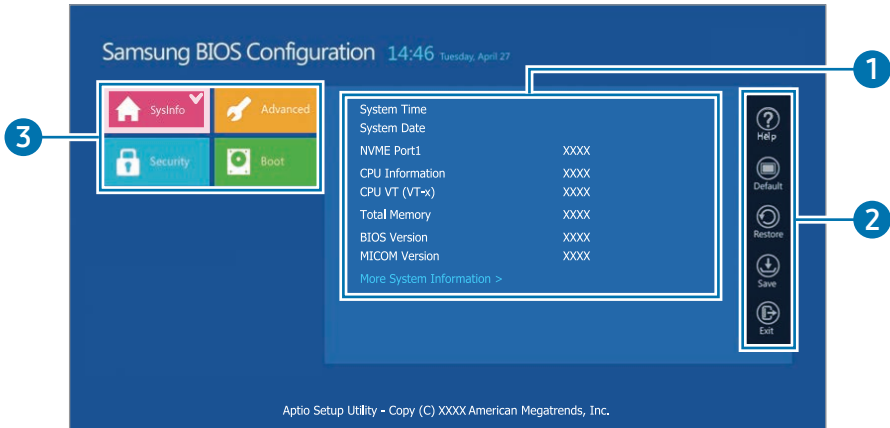 Samsung BIOS Configuration 14:46 Tuesday, April 27
1
3
SysInfo
Advanced
Security
Boot
System Time
System Date
NVME Port1 XXXX
CPU Information XXXX
CPU VT (VT-x) XXXX
Total Memory XXXX
BIOS Version XXXX
MICOM Version XXXX
More System Information >
Help
Default
Restore
Save
Exit
2
Aptio Setup Utility - Copy (C) XXXX American Megatrends, Inc.